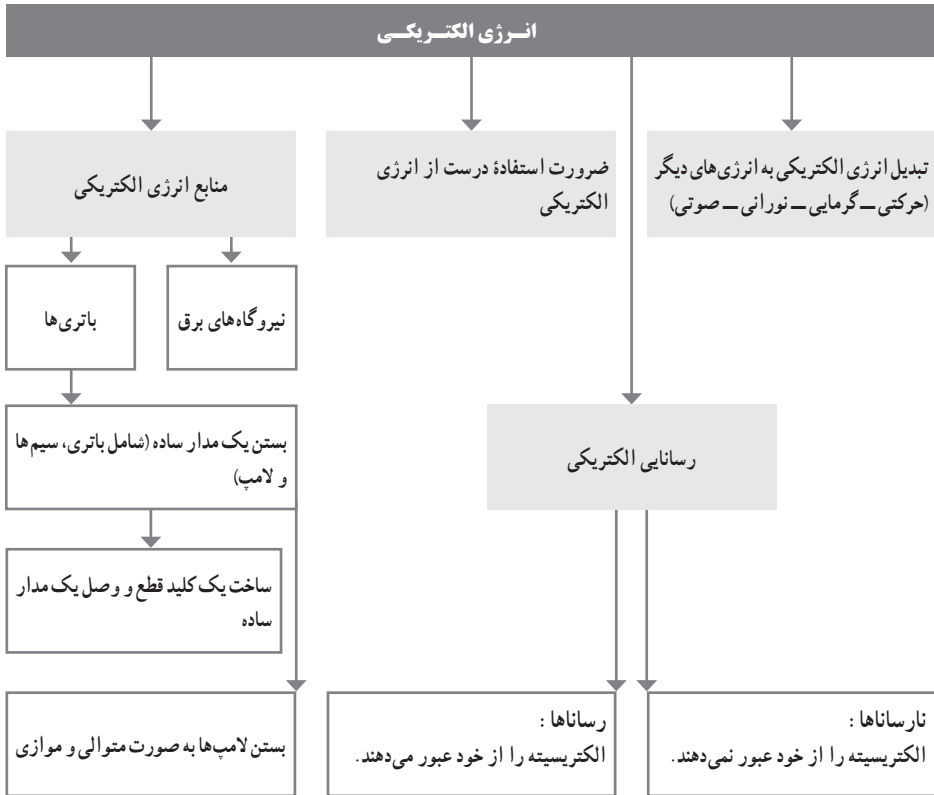 انرژی الکتریکی
تبدیل انرژی الکتریکی به انرژی‌های دیگر
(حرکتی ـ گرمایی ـ نورانی ـ صوتی)
ضرورت استفادهٔ درست از انرژی
الکتریکی
منابع انرژی الکتریکی
نیروگاه‌های برق
باتری‌ها
رسانایی الکتریکی
بستن یک مدار ساده (شامل باتری، سیم‌ها
و لامپ)
ساخت یک کلید قطع و وصل یک مدار
ساده
نارساناها :
الکتریسیته را از خود عبور نمی‌دهند.
رساناها :
الکتریسیته را از خود عبور می‌دهند.
بستن لامپ‌ها به صورت متوالی و موازی